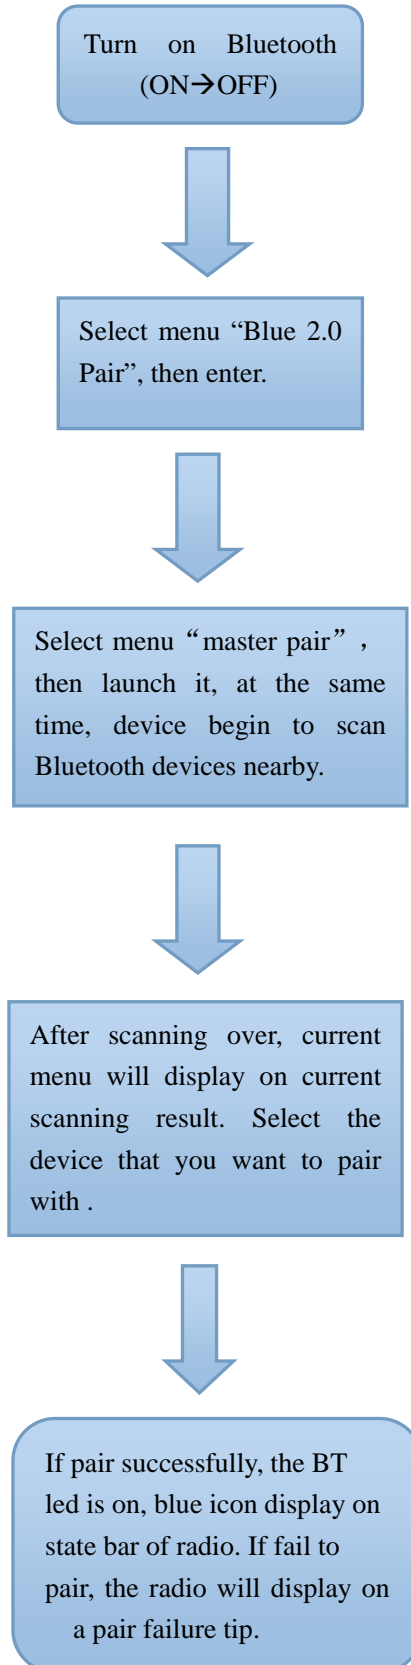 Turn on Bluetooth
(ON→OFF)
Select menu “Blue 2.0
Pair”, then enter.
Select menu “master pair”，
then launch it, at the same
time, device begin to scan
Bluetooth devices nearby.
After scanning over, current
menu will display on current
scanning result. Select the
device that you want to pair
with .
If pair successfully, the BT
led is on, blue icon display on
state bar of radio. If fail to
pair, the radio will display on
a pair failure tip.